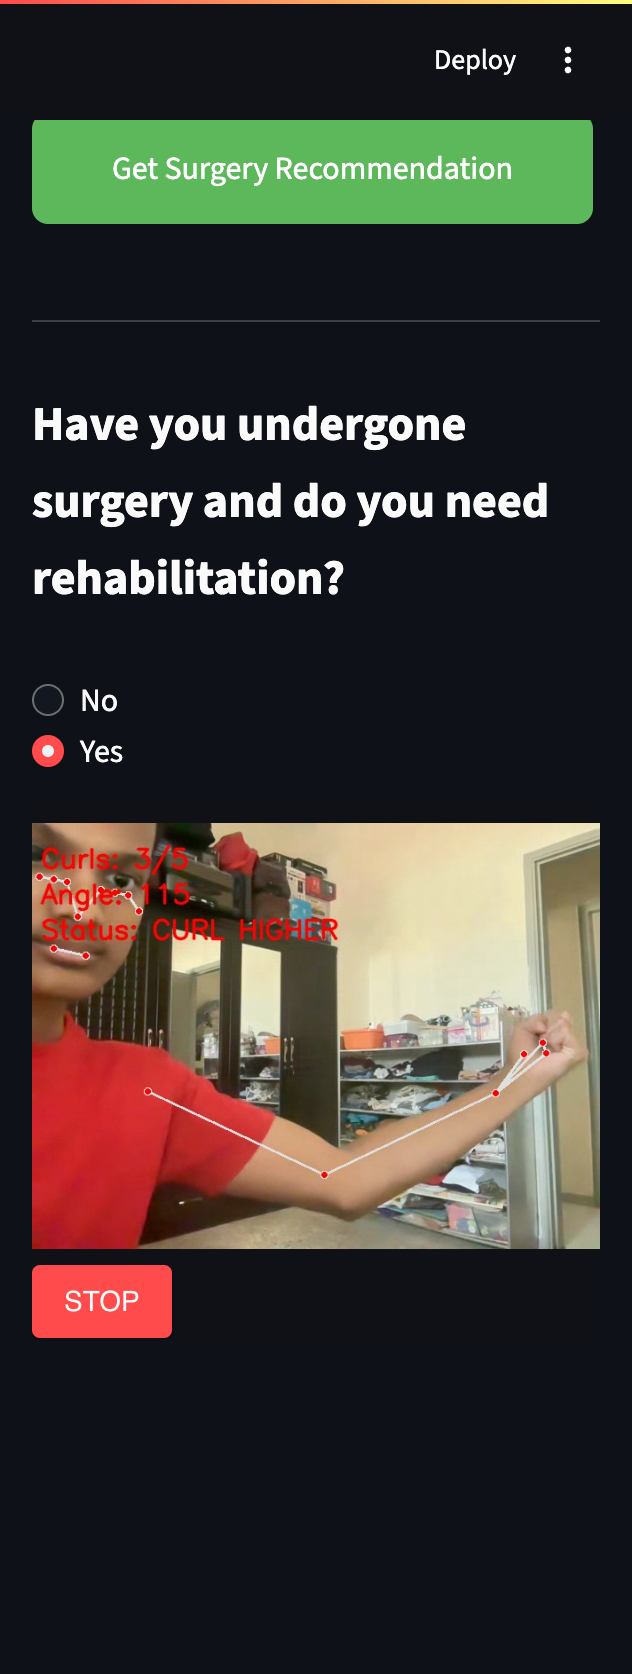 Deploy
Get Surgery Recommendation
Have you undergone
surgery and do you need
rehabilitation?
No
Yes
Curls: 3/5
Angle: 115
Status: CURL HIGHER
STOP